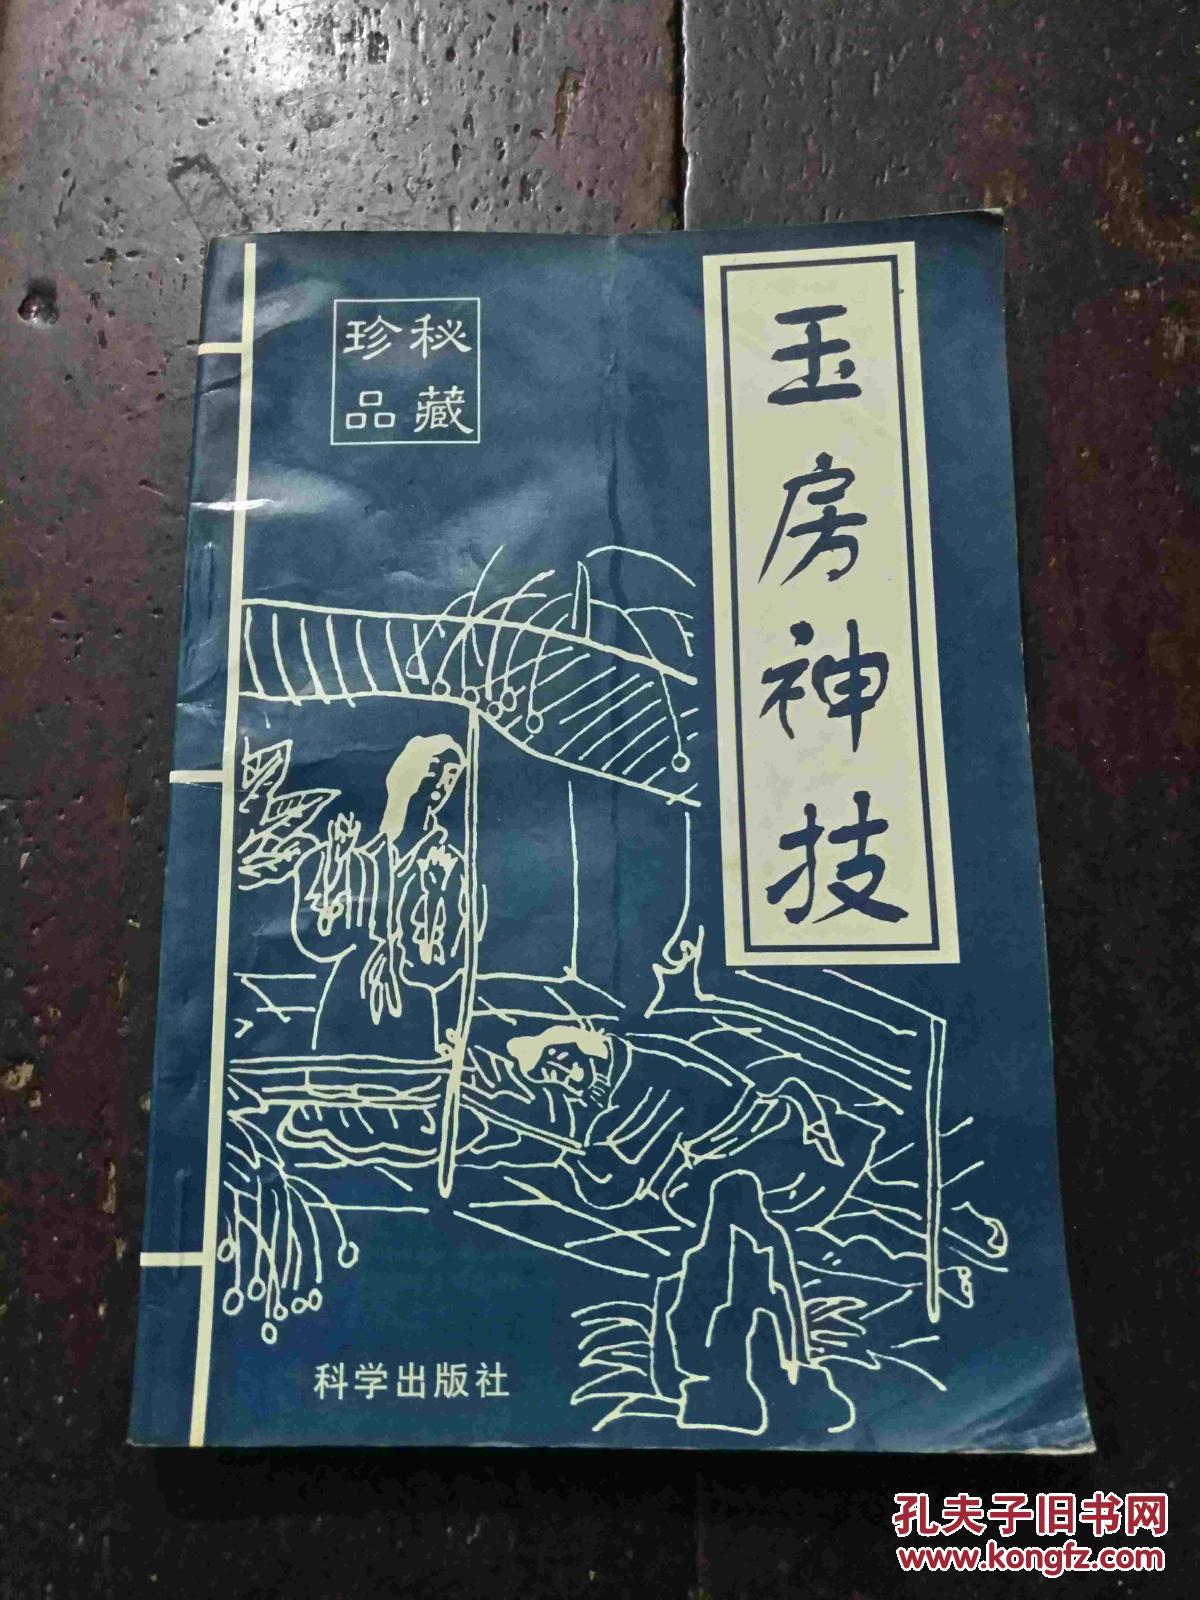 玉房神技
秘藏
珍品
科学出版社
孔夫子旧书网
www.kongfz.com